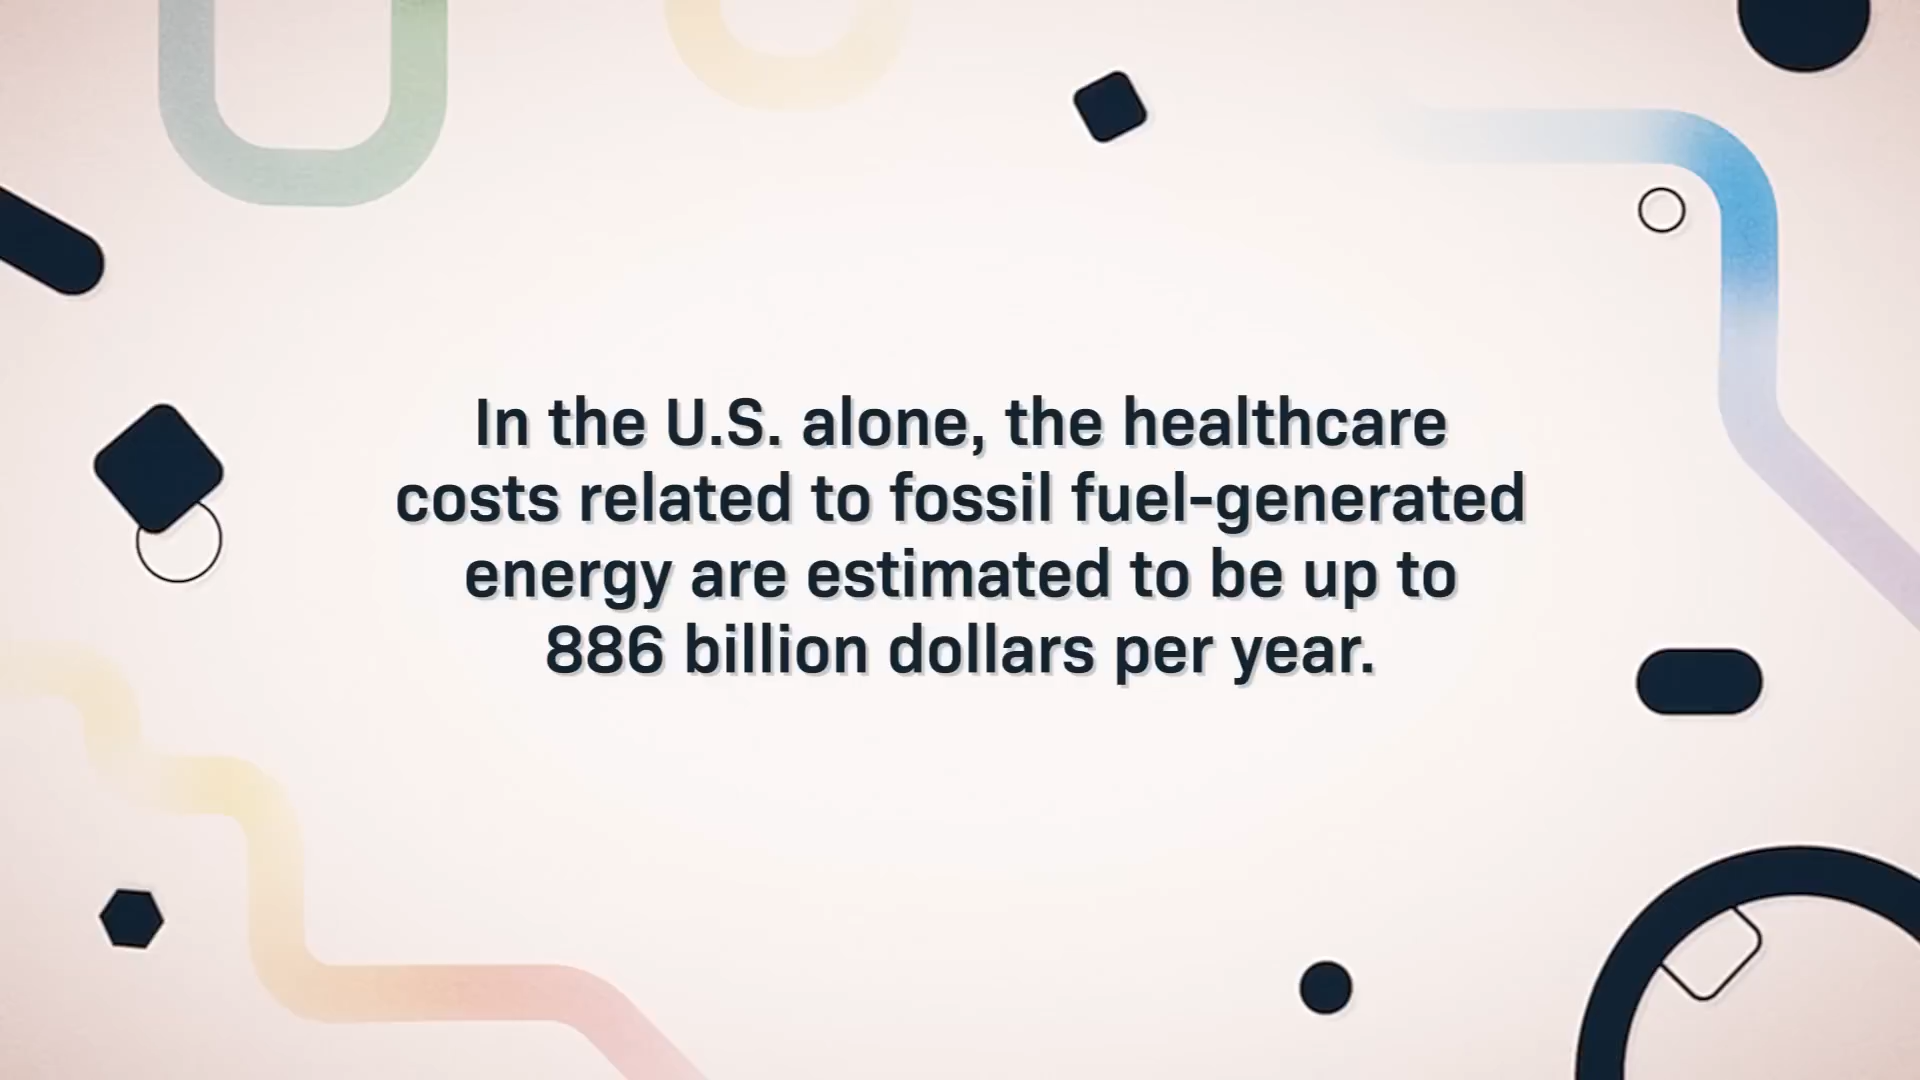 In the U.S. alone, the healthcare
costs related to fossil fuel-generated
energy are estimated to be up to
886 billion dollars per year.